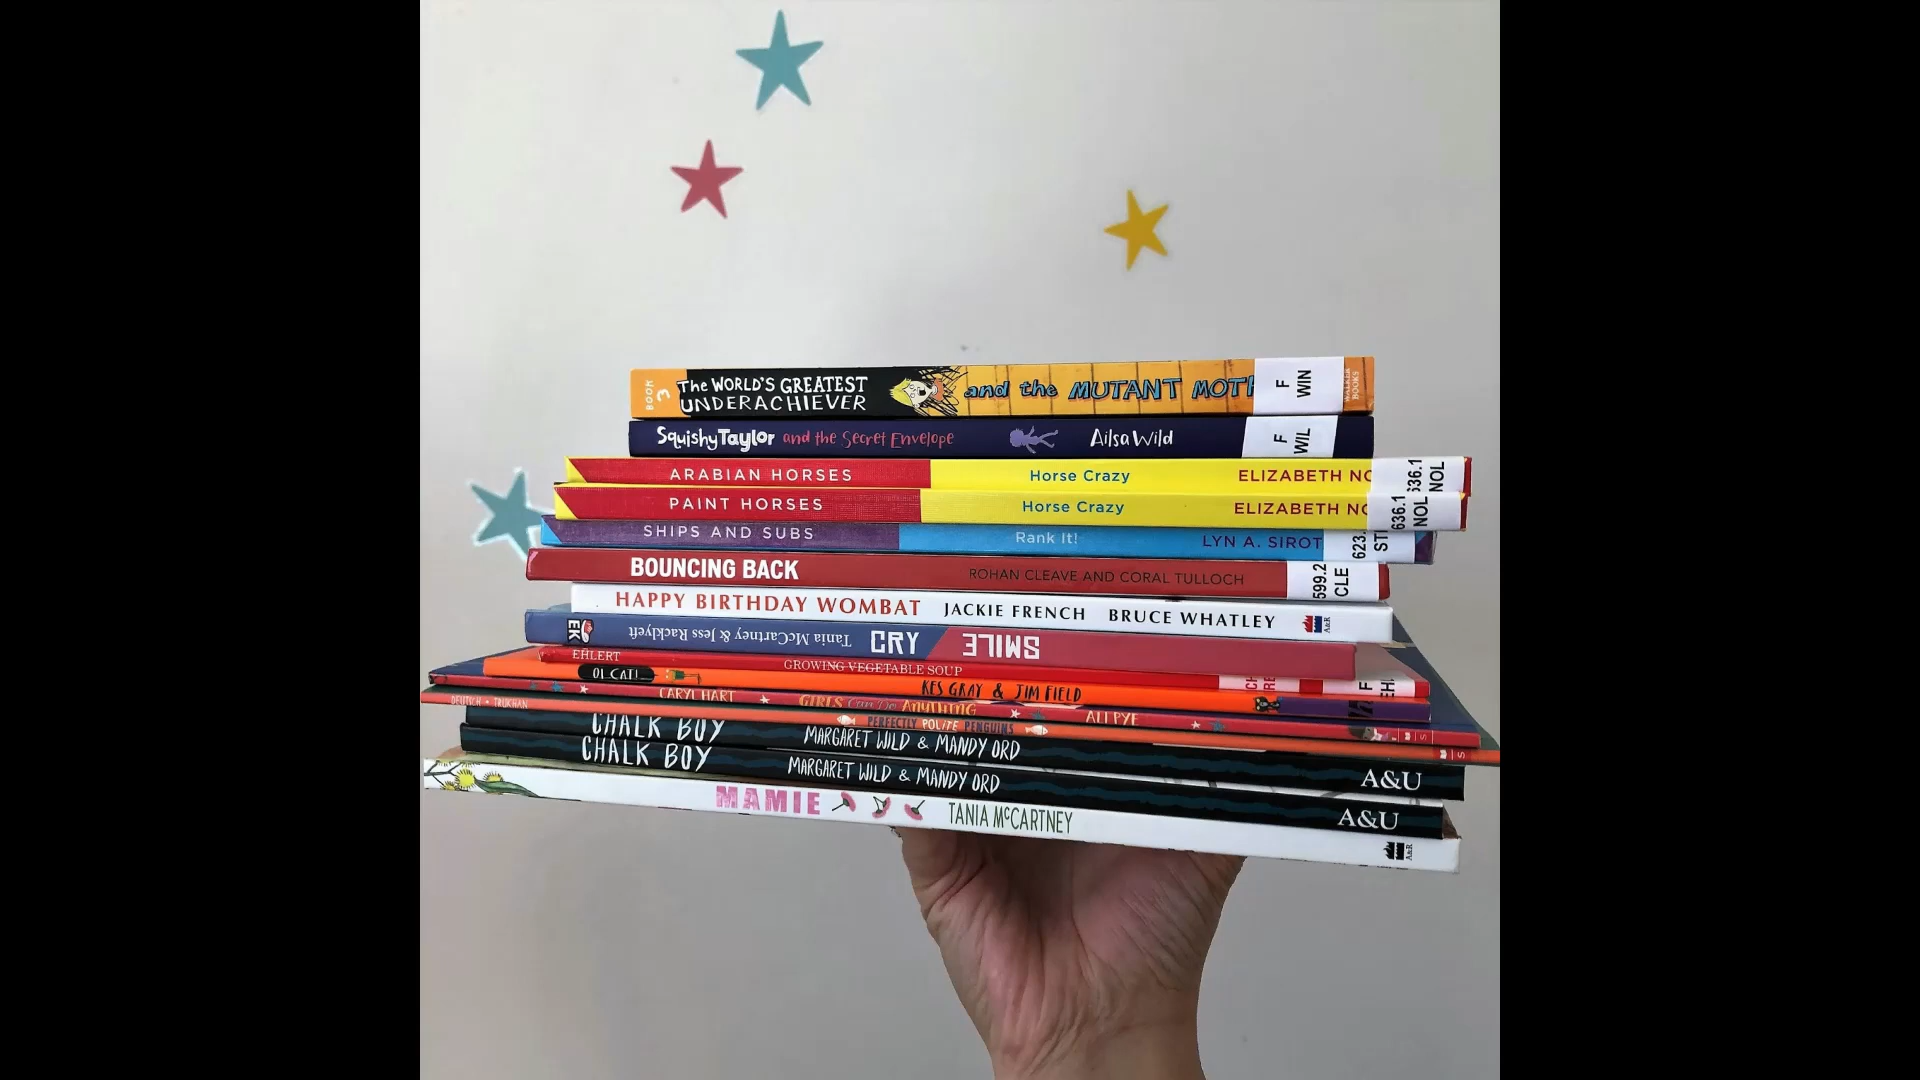 BOOK 3 The WORLD'S GREATEST UNDERACHIEVER and the MUTANT MOTH F WIN WALKER BOOKS
Squishy Taylor and the Secret Envelope Ailsa Wild F WIL
ARABIAN HORSES Horse Crazy ELIZABETH NO 636.1 NOL
PAINT HORSES Horse Crazy ELIZABETH NO 636.1 NOL
SHIPS AND SUBS Rank It! LYN A. SIROT 623. ST
BOUNCING BACK ROHAN CLEAVE AND CORAL TULLOCH 599.2 CLE
HAPPY BIRTHDAY WOMBAT JACKIE FRENCH BRUCE WHATLEY A&R
SMILE CRY Tania McCartney & Jess Racklyeft EK
EHLERT GROWING VEGETABLE SOUP F EH
OI CAT! KES GRAY & JIM FIELD
CARYL HART GIRLS Can Do ANYTHING ALI PYE
DEUTSCH • TRUKHAN PERFECTLY POLITE PENGUINS
CHALK BOY MARGARET WILD & MANDY ORD A&U
CHALK BOY MARGARET WILD & MANDY ORD A&U
MAMIE TANIA McCARTNEY A&R